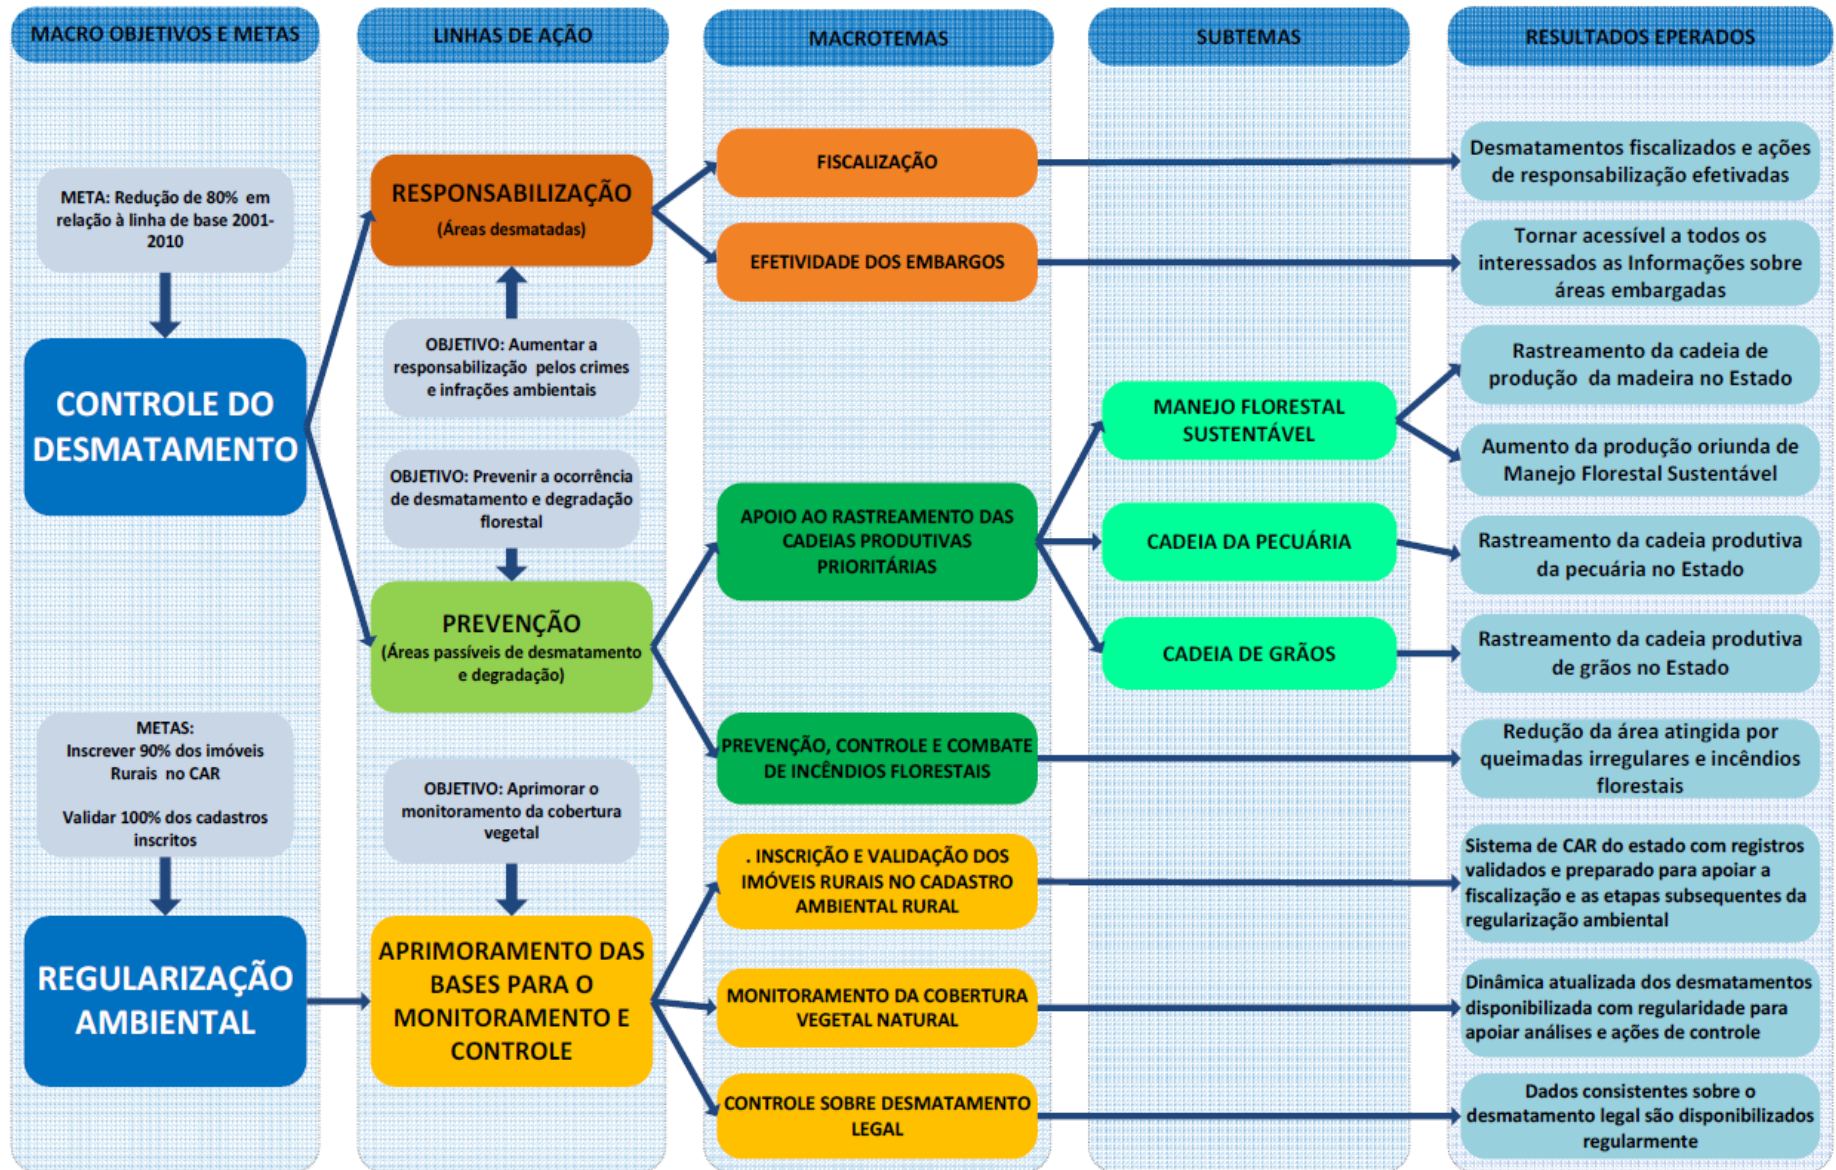 MACRO OBJETIVOS E METAS
LINHAS DE AÇÃO
MACROTEMAS
SUBTEMAS
RESULTADOS EPERADOS
META: Redução de 80% em
relação à linha de base 2001-
2010
CONTROLE DO
DESMATAMENTO
METAS:
Inscrever 90% dos imóveis
Rurais no CAR
Validar 100% dos cadastros
inscritos
REGULARIZAÇÃO
AMBIENTAL
RESPONSABILIZAÇÃO
(Áreas desmatadas)
OBJETIVO: Aumentar a
responsabilização pelos crimes
e infrações ambientais
OBJETIVO: Prevenir a ocorrência
de desmatamento e degradação
florestal
PREVENÇÃO
(Áreas passíveis de desmatamento
e degradação)
OBJETIVO: Aprimorar o
monitoramento da cobertura
vegetal
APRIMORAMENTO DAS
BASES PARA O
MONITORAMENTO E
CONTROLE
FISCALIZAÇÃO
EFETIVIDADE DOS EMBARGOS
APOIO AO RASTREAMENTO DAS
CADEIAS PRODUTIVAS
PRIORITÁRIAS
PREVENÇÃO, CONTROLE E COMBATE
DE INCÊNDIOS FLORESTAIS
. INSCRIÇÃO E VALIDAÇÃO DOS
IMÓVEIS RURAIS NO CADASTRO
AMBIENTAL RURAL
MONITORAMENTO DA COBERTURA
VEGETAL NATURAL
CONTROLE SOBRE DESMATAMENTO
LEGAL
MANEJO FLORESTAL
SUSTENTÁVEL
CADEIA DA PECUÁRIA
CADEIA DE GRÃOS
Desmatamentos fiscalizados e ações
de responsabilização efetivadas
Tornar acessível a todos os
interessados as Informações sobre
áreas embargadas
Rastreamento da cadeia de
produção da madeira no Estado
Aumento da produção oriunda de
Manejo Florestal Sustentável
Rastreamento da cadeia produtiva
da pecuária no Estado
Rastreamento da cadeia produtiva
de grãos no Estado
Redução da área atingida por
queimadas irregulares e incêndios
florestais
Sistema de CAR do estado com registros
validados e preparado para apoiar a
fiscalização e as etapas subsequentes da
regularização ambiental
Dinâmica atualizada dos desmatamentos
disponibilizada com regularidade para
apoiar análises e ações de controle
Dados consistentes sobre o
desmatamento legal são disponibilizados
regularmente